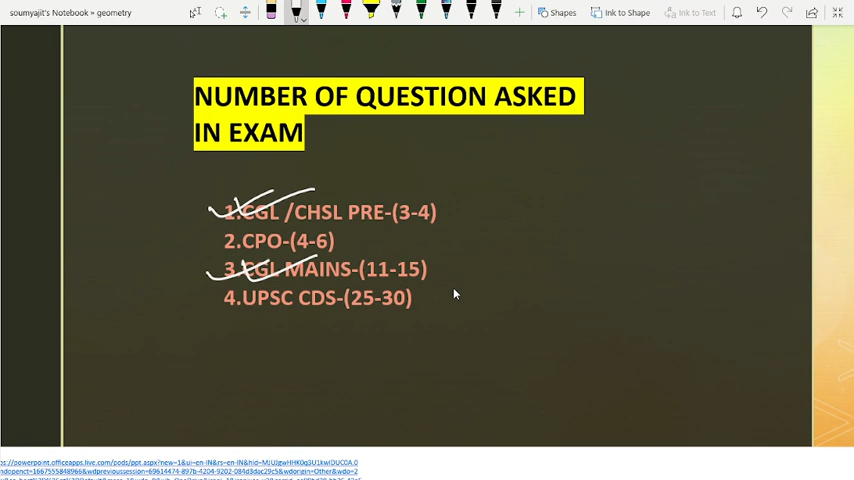 soumyajit's Notebook » geometry
Shapes
Ink to Shape
Ink to Text
NUMBER OF QUESTION ASKED
IN EXAM
1.CGL /CHSL PRE-(3-4)
2.CPO-(4-6)
3.CGL MAINS-(11-15)
4.UPSC CDS-(25-30)